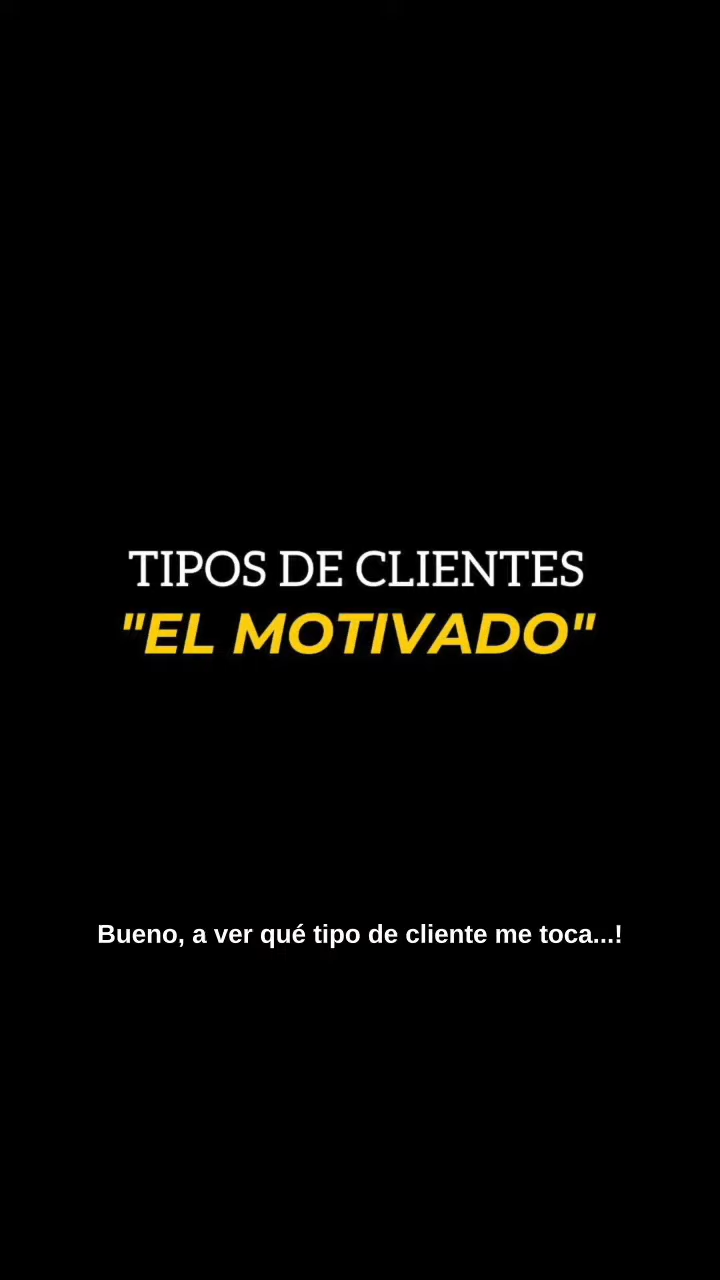 TIPOS DE CLIENTES
"EL MOTIVADO"
Bueno, a ver qué tipo de cliente me toca...!